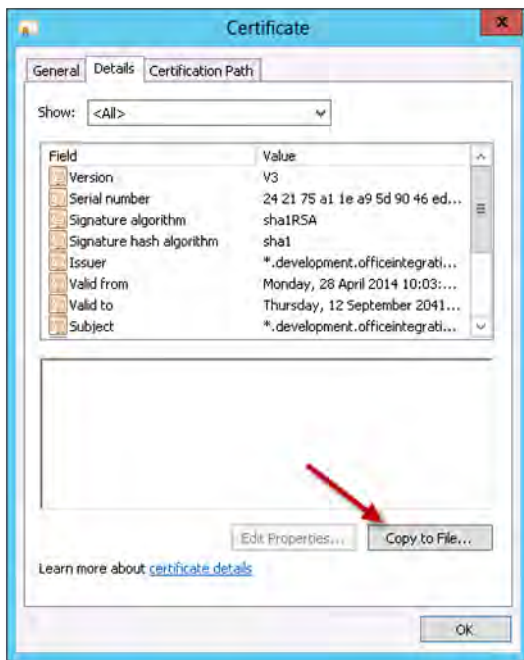 Certificate
x
General Details Certification Path
Show: <All>
Field Value
Version V3
Serial number 24 21 75 a1 1e a9 5d 90 46 ed...
Signature algorithm sha1RSA
Signature hash algorithm sha1
Issuer *.development.officeintegrati...
Valid from Monday, 28 April 2014 10:03:...
Valid to Thursday, 12 September 2041...
Subject *.development.officeintegrati...
Edit Properties... Copy to File...
Learn more about certificate details
OK